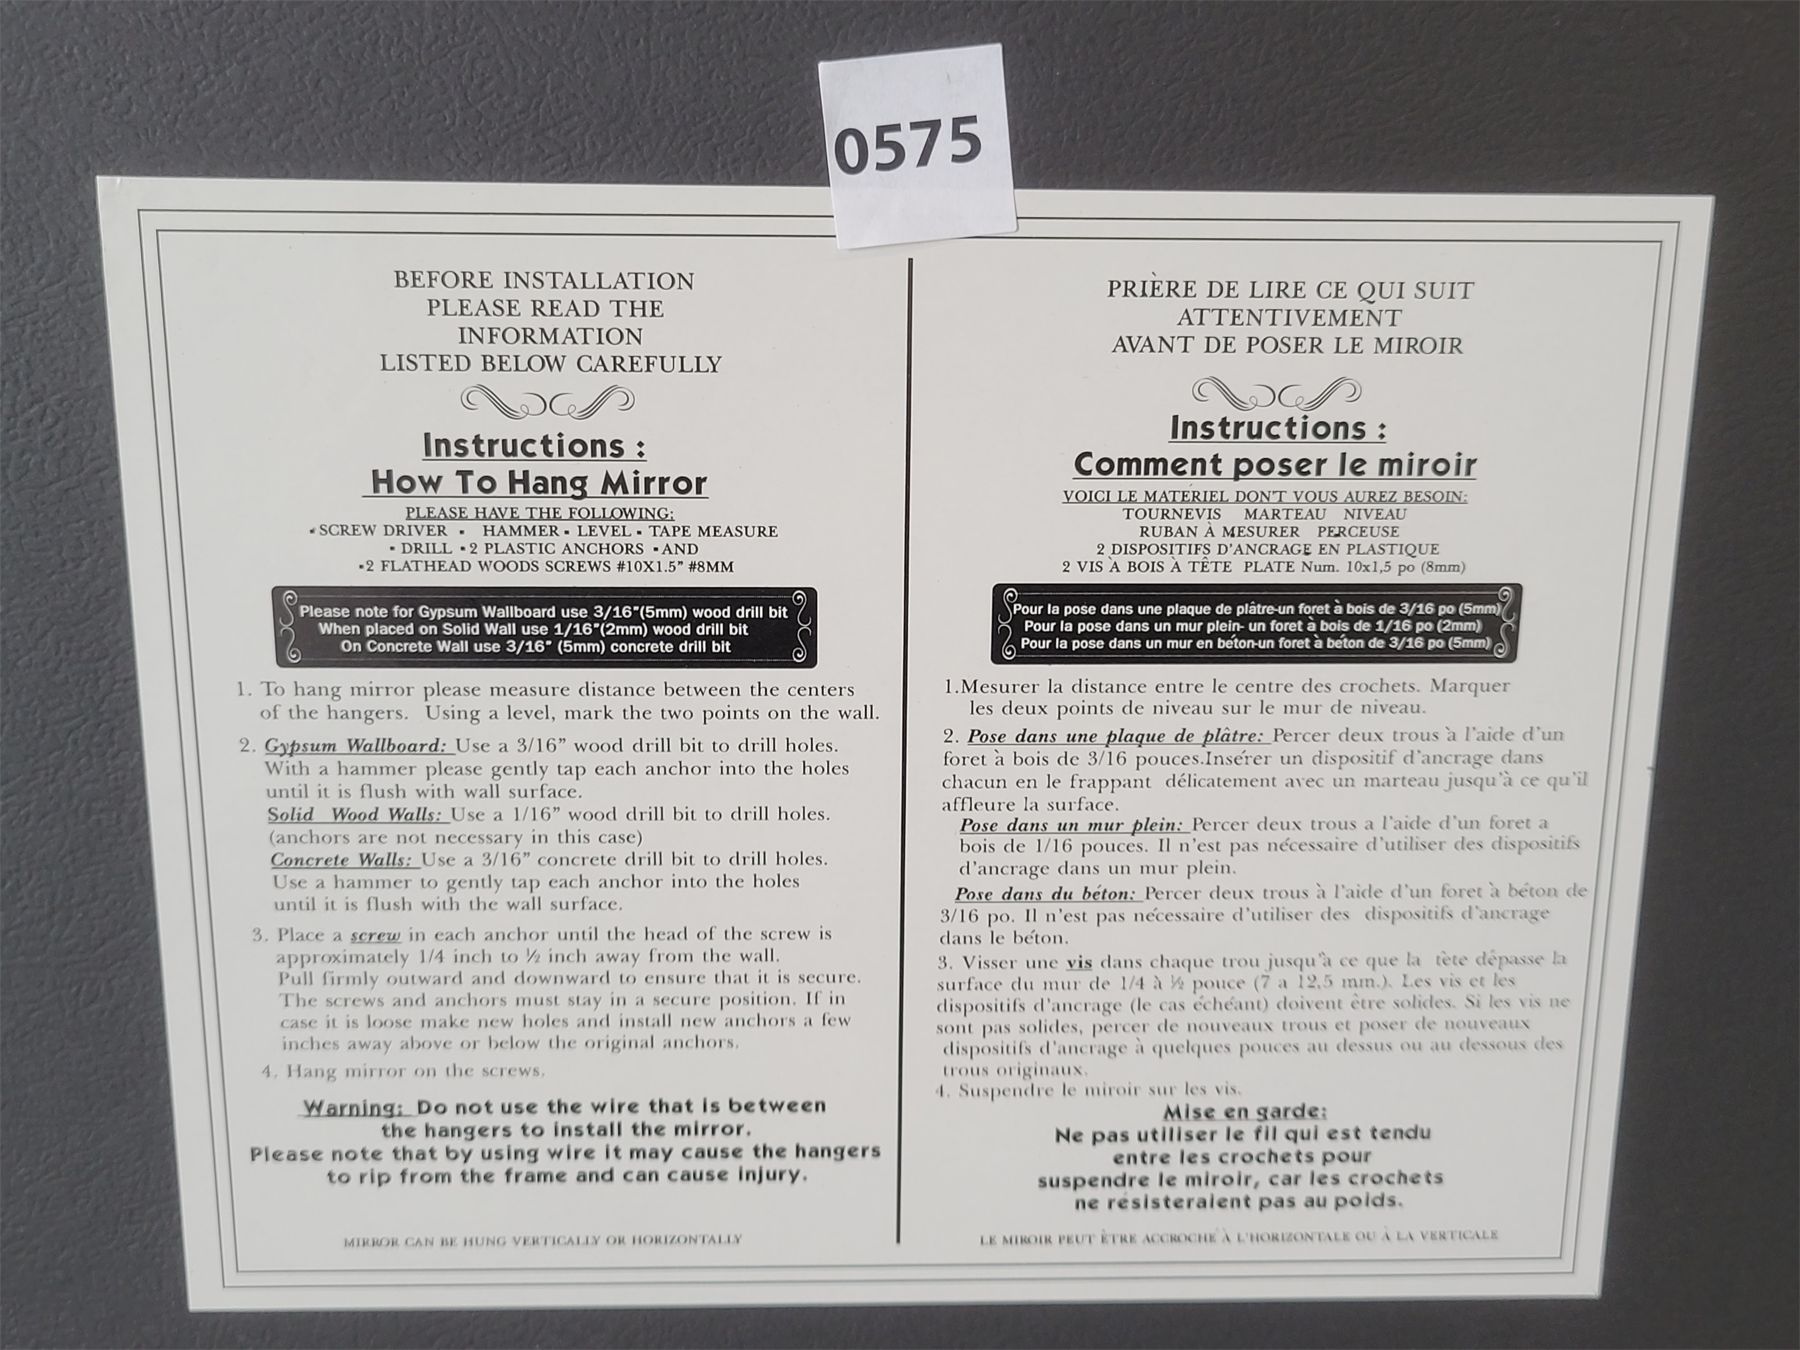 0575
BEFORE INSTALLATION
PLEASE READ THE
INFORMATION
LISTED BELOW CAREFULLY
Instructions :
How To Hang Mirror
PLEASE HAVE THE FOLLOWING:
▪SCREW DRIVER ▪ HAMMER ▪ LEVEL ▪ TAPE MEASURE
▪ DRILL ▪2 PLASTIC ANCHORS ▪AND
▪2 FLATHEAD WOODS SCREWS #10X1.5” #8MM
Please note for Gypsum Wallboard use 3/16"(5mm) wood drill bit
When placed on Solid Wall use 1/16"(2mm) wood drill bit
On Concrete Wall use 3/16" (5mm) concrete drill bit
1. To hang mirror please measure distance between the centers
of the hangers. Using a level, mark the two points on the wall.
2. Gypsum Wallboard: Use a 3/16” wood drill bit to drill holes.
With a hammer please gently tap each anchor into the holes
until it is flush with wall surface.
Solid Wood Walls: Use a 1/16” wood drill bit to drill holes.
(anchors are not necessary in this case)
Concrete Walls: Use a 3/16” concrete drill bit to drill holes.
Use a hammer to gently tap each anchor into the holes
until it is flush with the wall surface.
3. Place a screw in each anchor until the head of the screw is
approximately 1/4 inch to ½ inch away from the wall.
Pull firmly outward and downward to ensure that it is secure.
The screws and anchors must stay in a secure position. If in
case it is loose make new holes and install new anchors a few
inches away above or below the original anchors.
4. Hang mirror on the screws.
Warning: Do not use the wire that is between
the hangers to install the mirror.
Please note that by using wire it may cause the hangers
to rip from the frame and can cause injury.
MIRROR CAN BE HUNG VERTICALLY OR HORIZONTALLY
PRIÈRE DE LIRE CE QUI SUIT
ATTENTIVEMENT
AVANT DE POSER LE MIROIR
Instructions :
Comment poser le miroir
VOICI LE MATÉRIEL DON'T VOUS AUREZ BESOIN:
TOURNEVIS MARTEAU NIVEAU
RUBAN À MESURER PERCEUSE
2 DISPOSITIFS D'ANCRAGE EN PLASTIQUE
2 VIS À BOIS À TÊTE PLATE Num. 10x1,5 po (8mm)
Pour la pose dans une plaque de plâtre-un foret à bois de 3/16 po (5mm)
Pour la pose dans un mur plein- un foret à bois de 1/16 po (2mm)
Pour la pose dans un mur en béton-un foret à béton de 3/16 po (5mm)
1.Mesurer la distance entre le centre des crochets. Marquer
les deux points de niveau sur le mur de niveau.
2. Pose dans une plaque de plâtre: Percer deux trous à l'aide d'un
foret à bois de 3/16 pouces.Insérer un dispositif d'ancrage dans
chacun en le frappant délicatement avec un marteau jusqu'à ce qu'il
affleure la surface.
Pose dans un mur plein: Percer deux trous a l'aide d'un foret a
bois de 1/16 pouces. Il n'est pas nécessaire d'utiliser des dispositifs
d'ancrage dans un mur plein.
Pose dans du béton: Percer deux trous à l'aide d'un foret à béton de
3/16 po. Il n'est pas nécessaire d'utiliser des dispositifs d'ancrage
dans le béton.
3. Visser une vis dans chaque trou jusqu'à ce que la tête dépasse la
surface du mur de 1/4 à ½ pouce (7 a 12,5 mm.). Les vis et les
dispositifs d'ancrage (le cas échéant) doivent être solides. Si les vis ne
sont pas solides, percer de nouveaux trous et poser de nouveaux
dispositifs d'ancrage à quelques pouces au dessus ou au dessous des
trous originaux.
4. Suspendre le miroir sur les vis.
Mise en garde:
Ne pas utiliser le fil qui est tendu
entre les crochets pour
suspendre le miroir, car les crochets
ne résisteraient pas au poids.
LE MIROIR PEUT ÊTRE ACCROCHÉ À L'HORIZONTALE OU À LA VERTICALE